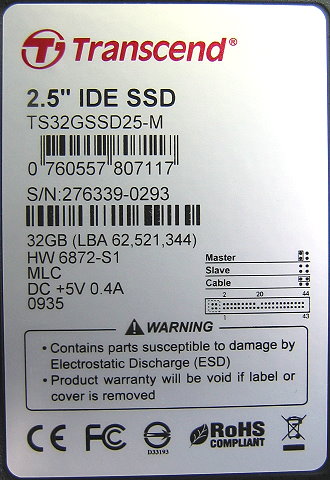 Transcend®
2.5" IDE SSD
TS32GSSD25-M
0 760557 807117
S/N:276339-0293
32GB (LBA 62,521,344)
HW 6872-S1
MLC
DC +5V 0.4A
0935
Master
Slave
Cable
2 20 44
1 43
WARNING
• Contains parts susceptible to damage by
Electrostatic Discharge (ESD)
• Product warranty will be void if label or
cover is removed
CE FC D33193 RoHS
COMPLIANT